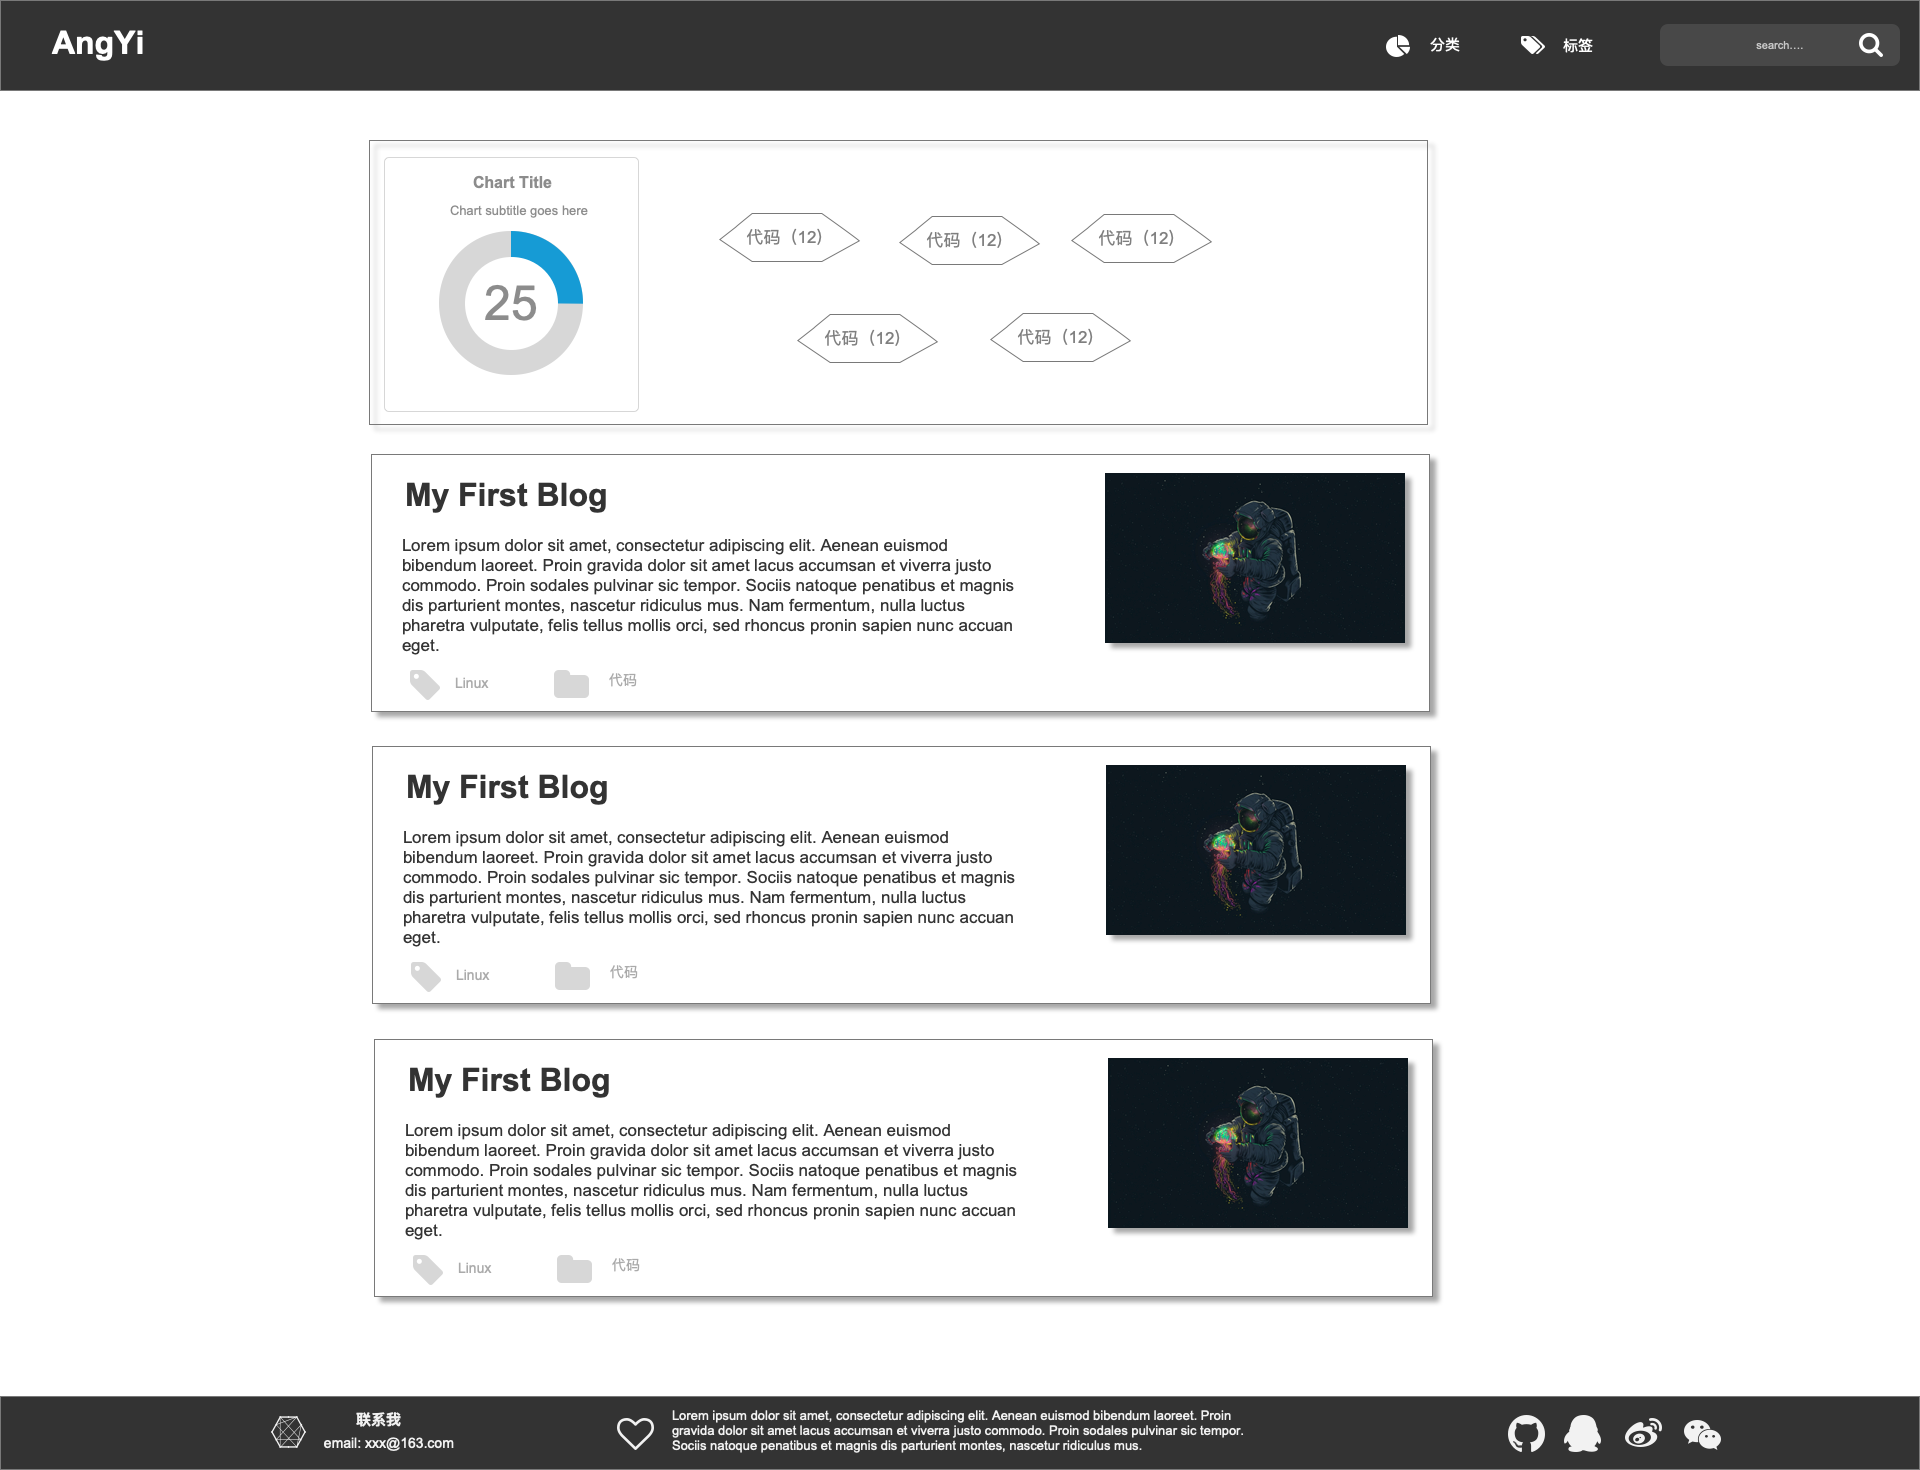 AngYi
分类
标签
search....
Chart Title
Chart subtitle goes here
25
代码（12）
代码（12）
代码（12）
代码（12）
代码（12）
My First Blog
Lorem ipsum dolor sit amet, consectetur adipiscing elit. Aenean euismod
bibendum laoreet. Proin gravida dolor sit amet lacus accumsan et viverra justo
commodo. Proin sodales pulvinar sic tempor. Sociis natoque penatibus et magnis
dis parturient montes, nascetur ridiculus mus. Nam fermentum, nulla luctus
pharetra vulputate, felis tellus mollis orci, sed rhoncus pronin sapien nunc accuan
eget.
Linux
代码
My First Blog
Lorem ipsum dolor sit amet, consectetur adipiscing elit. Aenean euismod
bibendum laoreet. Proin gravida dolor sit amet lacus accumsan et viverra justo
commodo. Proin sodales pulvinar sic tempor. Sociis natoque penatibus et magnis
dis parturient montes, nascetur ridiculus mus. Nam fermentum, nulla luctus
pharetra vulputate, felis tellus mollis orci, sed rhoncus pronin sapien nunc accuan
eget.
Linux
代码
My First Blog
Lorem ipsum dolor sit amet, consectetur adipiscing elit. Aenean euismod
bibendum laoreet. Proin gravida dolor sit amet lacus accumsan et viverra justo
commodo. Proin sodales pulvinar sic tempor. Sociis natoque penatibus et magnis
dis parturient montes, nascetur ridiculus mus. Nam fermentum, nulla luctus
pharetra vulputate, felis tellus mollis orci, sed rhoncus pronin sapien nunc accuan
eget.
Linux
代码
联系我
email: xxx@163.com
Lorem ipsum dolor sit amet, consectetur adipiscing elit. Aenean euismod bibendum laoreet. Proin
gravida dolor sit amet lacus accumsan et viverra justo commodo. Proin sodales pulvinar sic tempor.
Sociis natoque penatibus et magnis dis parturient montes, nascetur ridiculus mus.